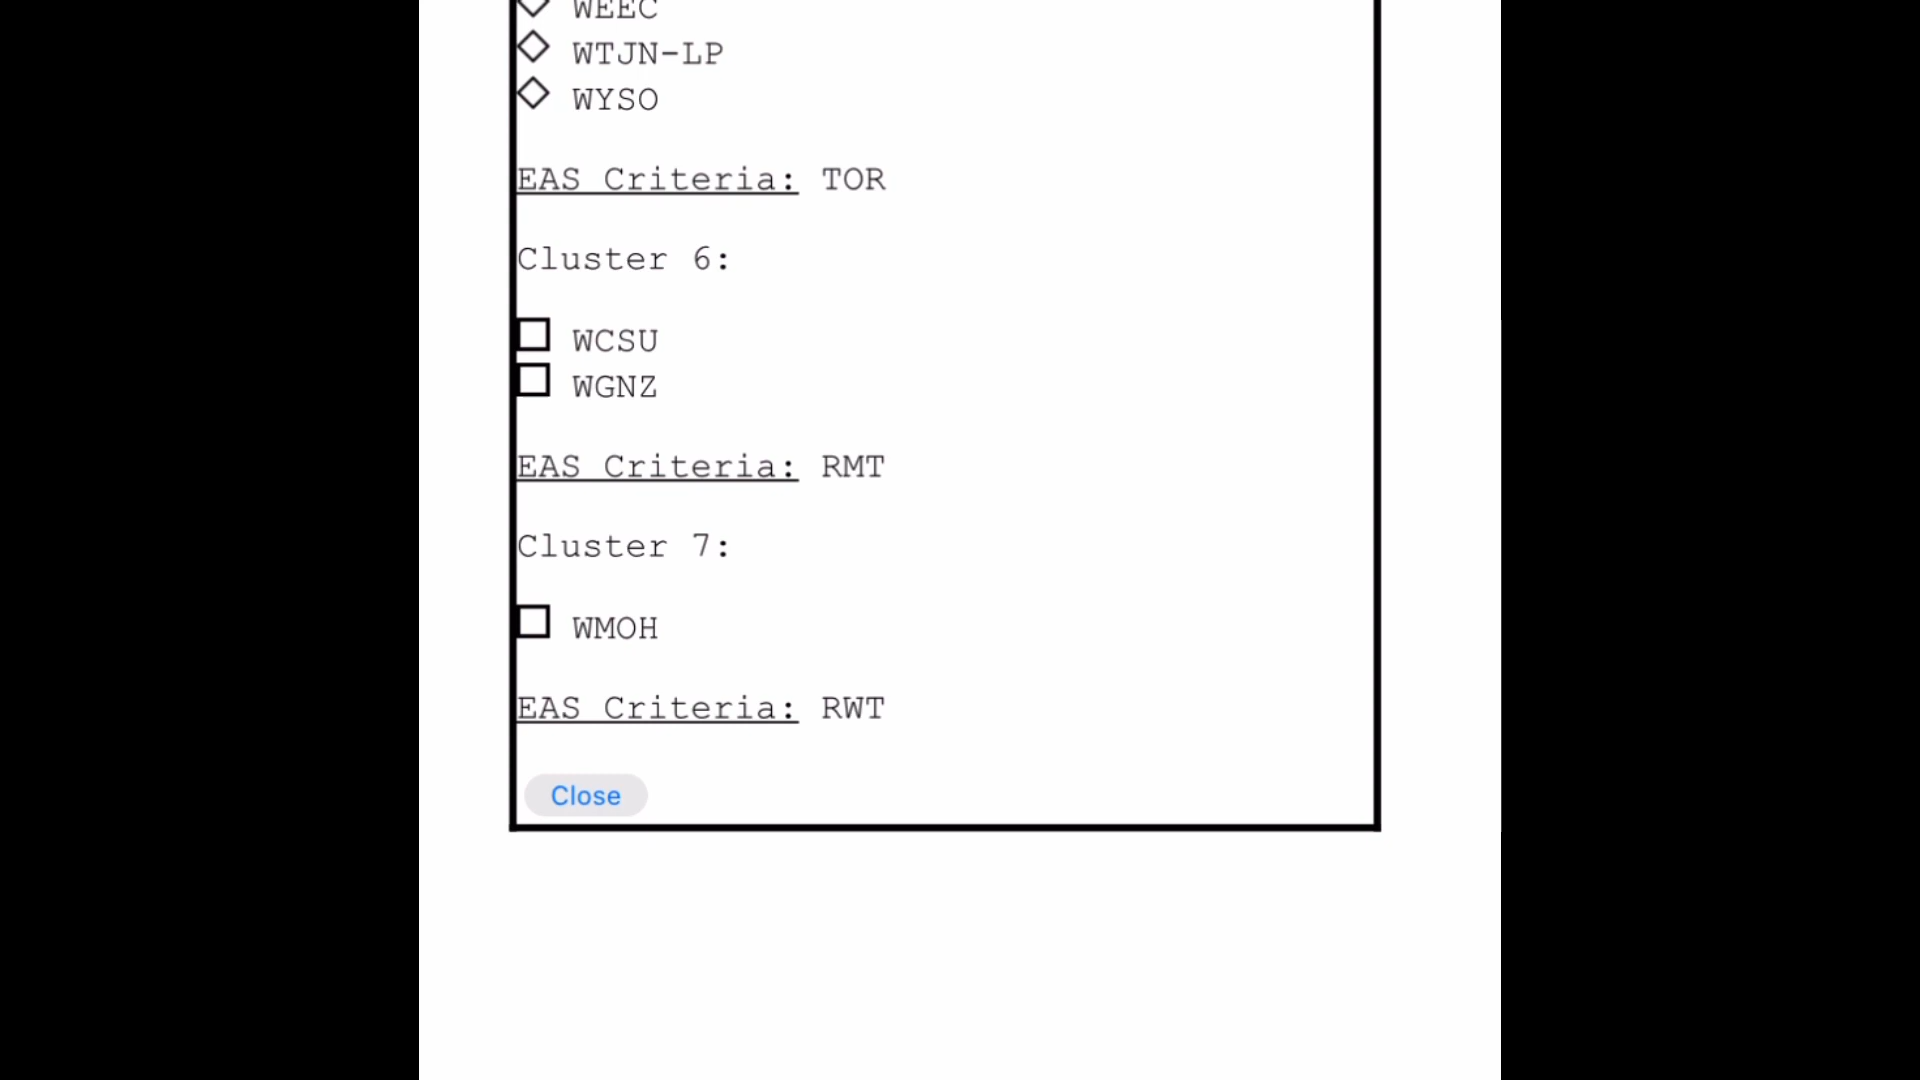 WEEC
WTJN-LP
WYSO
EAS Criteria: TOR
Cluster 6:
WCSU
WGNZ
EAS Criteria: RMT
Cluster 7:
WMOH
EAS Criteria: RWT
Close